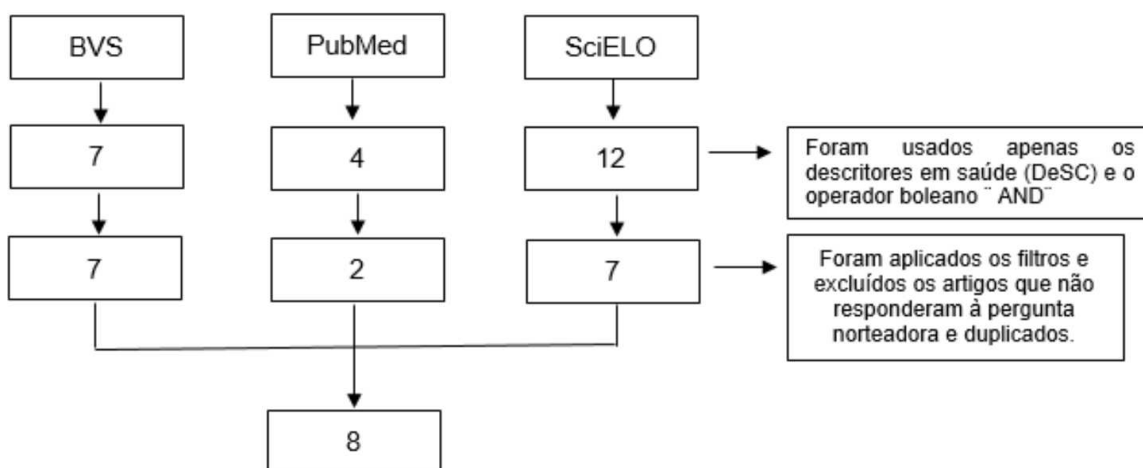 BVS
PubMed
SciELO
7
4
12
Foram usados apenas os
descritores em saúde (DeSC) e o
operador boleano ¨ AND¨
7
2
7
Foram aplicados os filtros e
excluídos os artigos que não
responderam à pergunta
norteadora e duplicados.
8